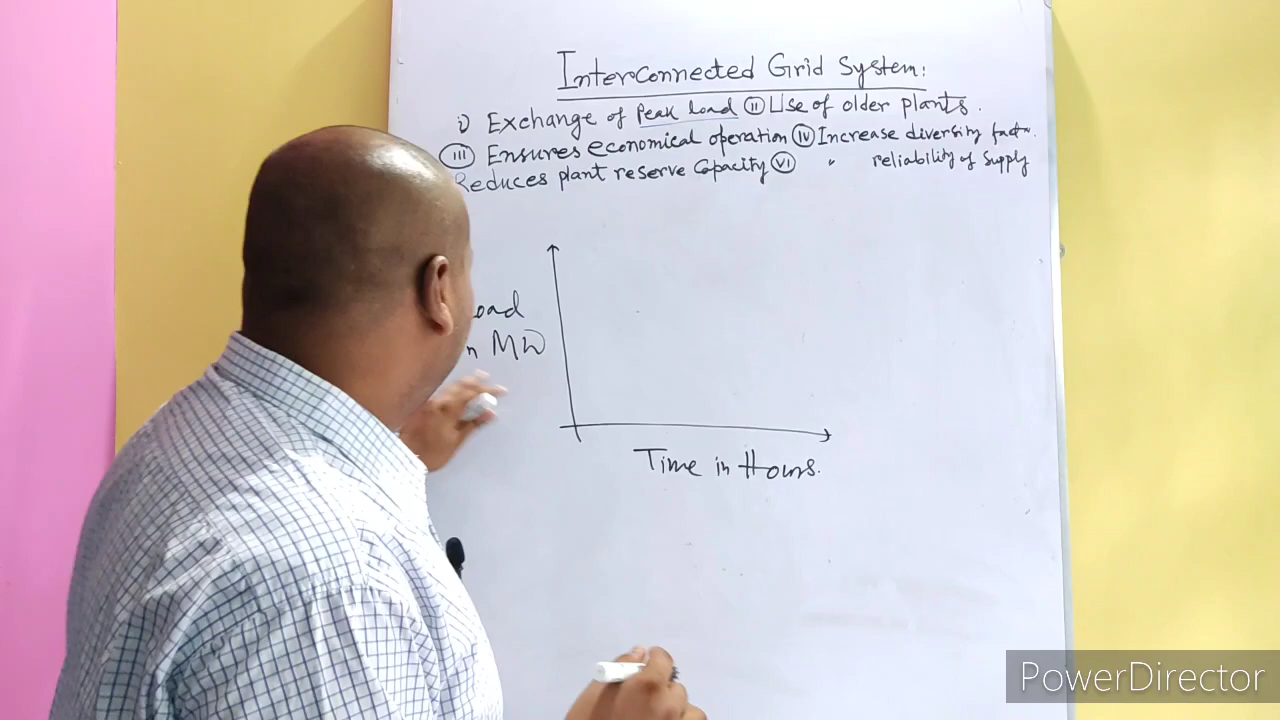 Interconnected Grid System:
i) Exchange of Peak load (II) Use of older plants.
(III) Ensures economical operation (IV) Increase diversity factor.
Reduces plant reserve Capacity (VI) " reliability of Supply
oad
n MW
Time in Hours.
PowerDirector